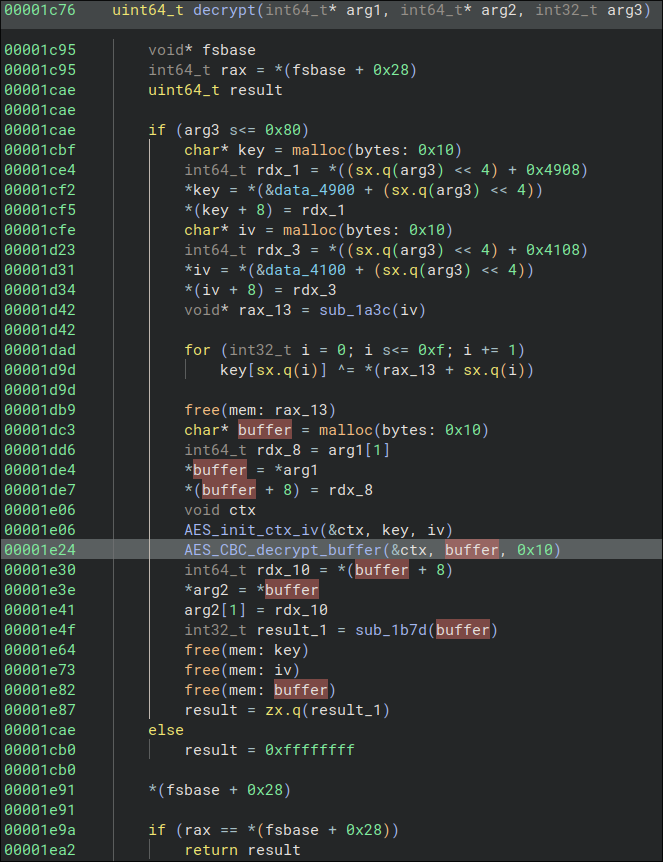 00001c76 uint64_t decrypt(int64_t* arg1, int64_t* arg2, int32_t arg3)
00001c95 void* fsbase
00001c95 int64_t rax = *(fsbase + 0x28)
00001cae uint64_t result
00001cae
00001cae if (arg3 s<= 0x80)
00001cbf char* key = malloc(bytes: 0x10)
00001ce4 int64_t rdx_1 = *((sx.q(arg3) << 4) + 0x4908)
00001cf2 *key = *(&data_4900 + (sx.q(arg3) << 4))
00001cf5 *(key + 8) = rdx_1
00001cfe char* iv = malloc(bytes: 0x10)
00001d23 int64_t rdx_3 = *((sx.q(arg3) << 4) + 0x4108)
00001d31 *iv = *(&data_4100 + (sx.q(arg3) << 4))
00001d34 *(iv + 8) = rdx_3
00001d42 void* rax_13 = sub_1a3c(iv)
00001d42
00001dad for (int32_t i = 0; i s<= 0xf; i += 1)
00001d9d key[sx.q(i)] ^= *(rax_13 + sx.q(i))
00001d9d
00001db9 free(mem: rax_13)
00001dc3 char* buffer = malloc(bytes: 0x10)
00001dd6 int64_t rdx_8 = arg1[1]
00001de4 *buffer = *arg1
00001de7 *(buffer + 8) = rdx_8
00001e06 void ctx
00001e06 AES_init_ctx_iv(&ctx, key, iv)
00001e24 AES_CBC_decrypt_buffer(&ctx, buffer, 0x10)
00001e30 int64_t rdx_10 = *(buffer + 8)
00001e3e *arg2 = *buffer
00001e41 arg2[1] = rdx_10
00001e4f int32_t result_1 = sub_1b7d(buffer)
00001e64 free(mem: key)
00001e73 free(mem: iv)
00001e82 free(mem: buffer)
00001e87 result = zx.q(result_1)
00001cae else
00001cb0 result = 0xffffffff
00001cb0
00001e91 *(fsbase + 0x28)
00001e91
00001e9a if (rax == *(fsbase + 0x28))
00001ea2 return result